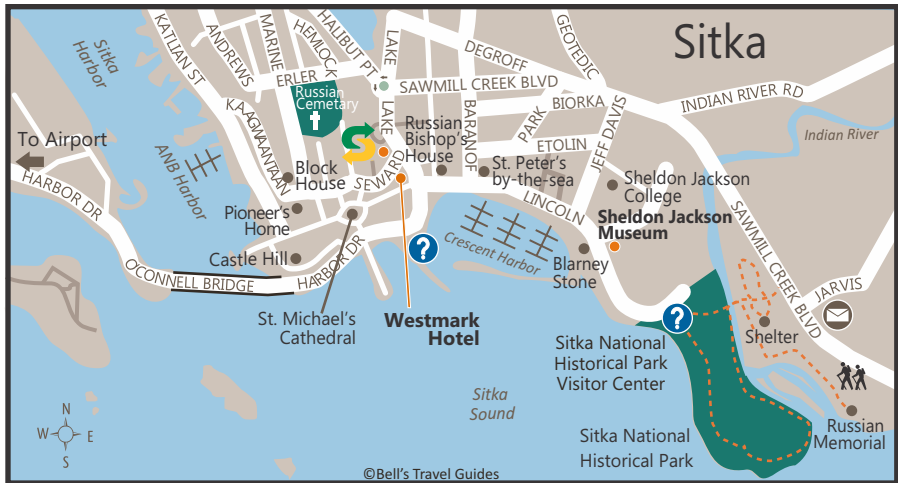 Sitka
KATLIAN ST
ANDREWS
MARINE
HEMLOCK
HALIBUT PT
LAKE
DEGROFF
GEOTEDIC
Sitka
Harbor
ERLER
SAWMILL CREEK BLVD
Russian
Cemetary
KAAGWAANTAAN
LAKE
BARANOF
PARK
BIORKA
INDIAN RIVER RD
To Airport
ANB Harbor
Russian
Bishop's
House
ETOLIN
JEFF DAVIS
Indian River
HARBOR DR
Block
House
SEWARD
St. Peter's
by-the-sea
Sheldon Jackson
College
Pioneer's
Home
LINCOLN
Sheldon Jackson
Museum
SAWMILL CREEK BLVD
Castle Hill
HARBOR DR
?
Crescent Harbor
Blarney
Stone
O'CONNELL BRIDGE
JARVIS
St. Michael's
Cathedral
Westmark
Hotel
?
Shelter
Sitka National
Historical Park
Visitor Center
Sitka
Sound
Russian
Memorial
N
W
E
S
Sitka National
Historical Park
©Bell's Travel Guides